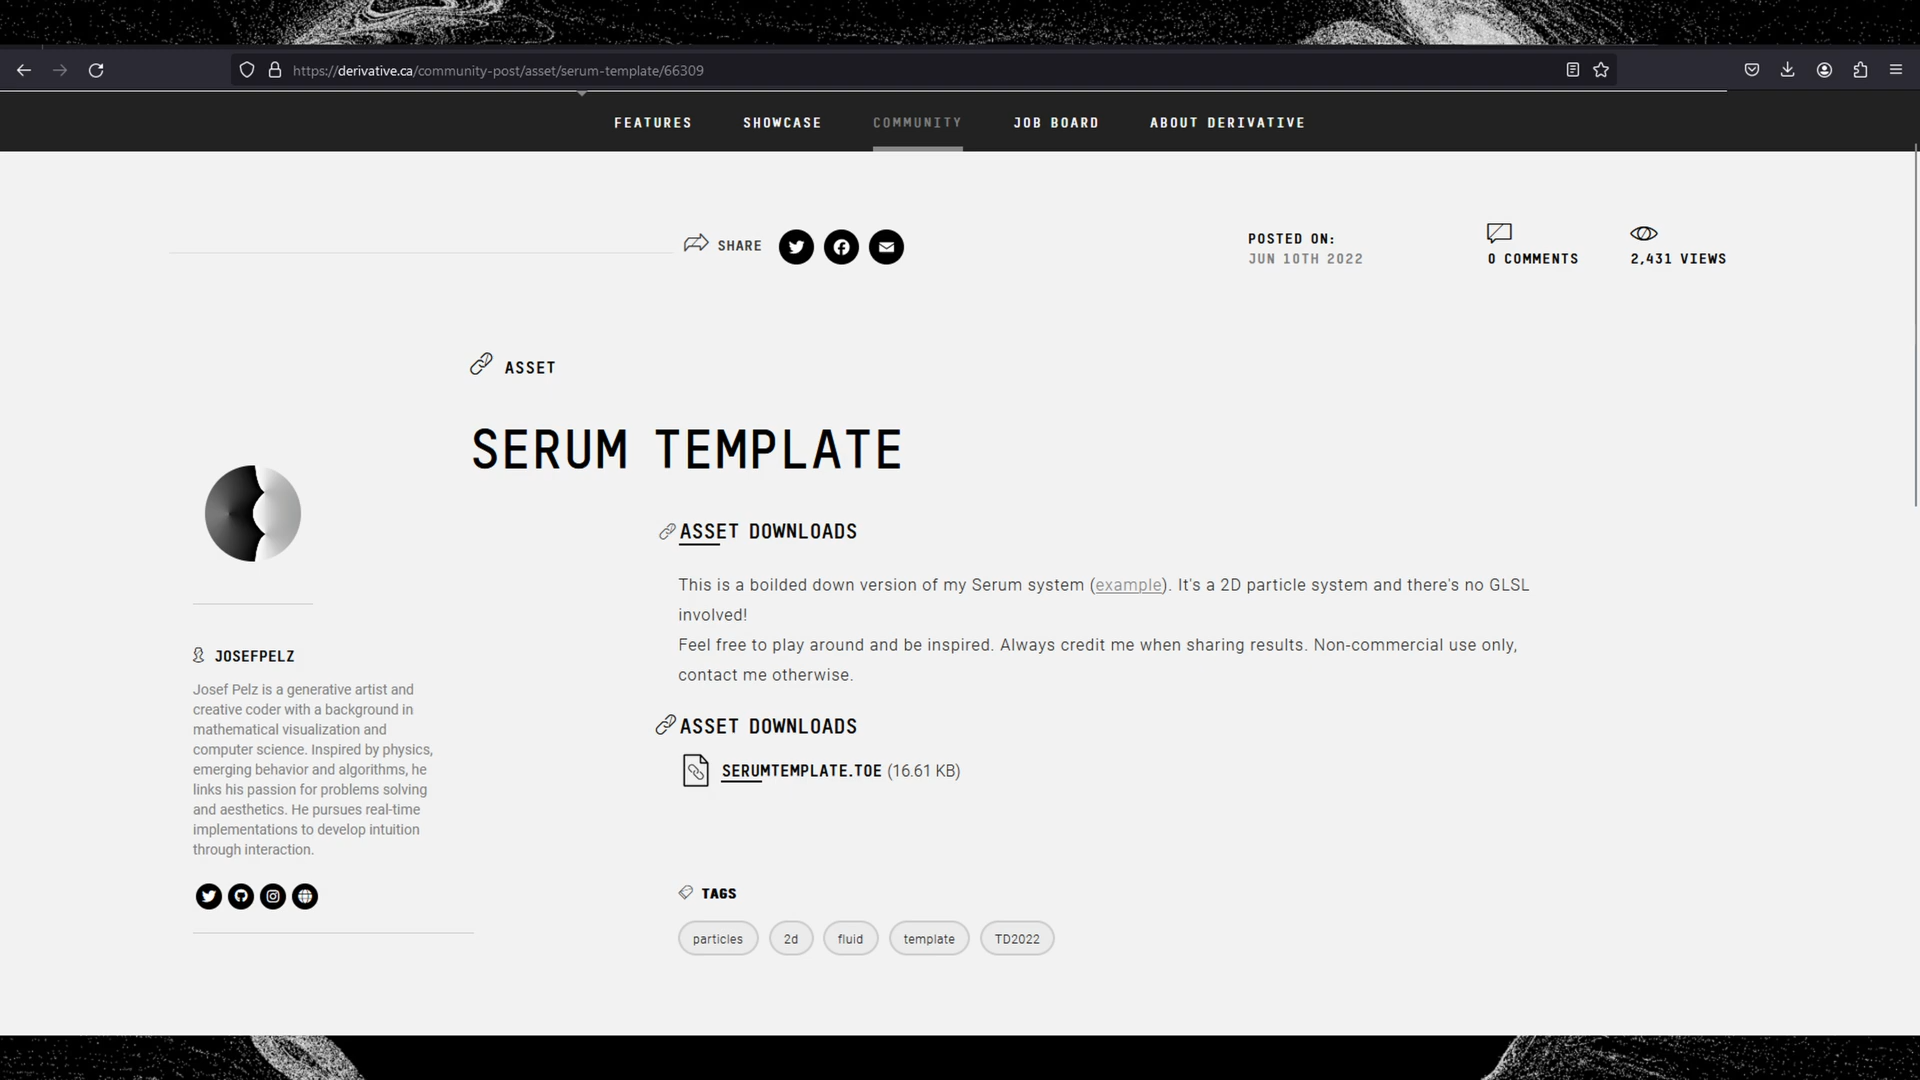 https://derivative.ca/community-post/asset/serum-template/66309
FEATURES
SHOWCASE
COMMUNITY
JOB BOARD
ABOUT DERIVATIVE
SHARE
POSTED ON:
JUN 10TH 2022
0 COMMENTS
2,431 VIEWS
ASSET
SERUM TEMPLATE
ASSET DOWNLOADS
This is a boilded down version of my Serum system (example). It's a 2D particle system and there's no GLSL
involved!
Feel free to play around and be inspired. Always credit me when sharing results. Non-commercial use only,
contact me otherwise.
ASSET DOWNLOADS
SERUMTEMPLATE.TOE (16.61 KB)
JOSEFPELZ
Josef Pelz is a generative artist and
creative coder with a background in
mathematical visualization and
computer science. Inspired by physics,
emerging behavior and algorithms, he
links his passion for problems solving
and aesthetics. He pursues real-time
implementations to develop intuition
through interaction.
TAGS
particles
2d
fluid
template
TD2022